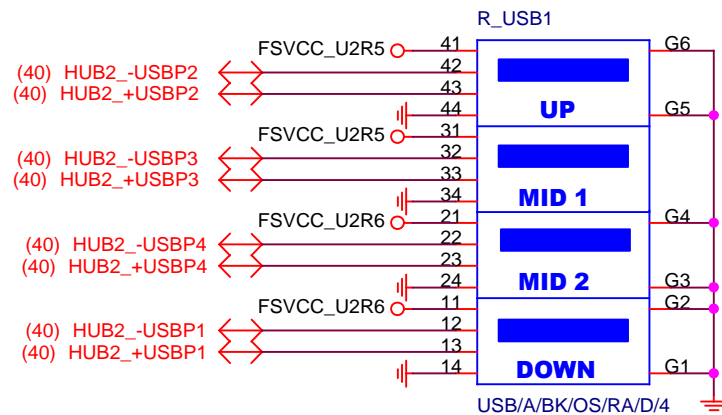 R_USB1
FSVCC_U2R5 41 G6
(40) HUB2_-USBP2 42
(40) HUB2_+USBP2 43
44 UP G5
FSVCC_U2R5 31
(40) HUB2_-USBP3 32
(40) HUB2_+USBP3 33
34 MID 1
FSVCC_U2R6 21 G4
(40) HUB2_-USBP4 22
(40) HUB2_+USBP4 23
24 MID 2 G3
FSVCC_U2R6 11 G2
(40) HUB2_-USBP1 12
(40) HUB2_+USBP1 13
14 DOWN G1
USB/A/BK/OS/RA/D/4